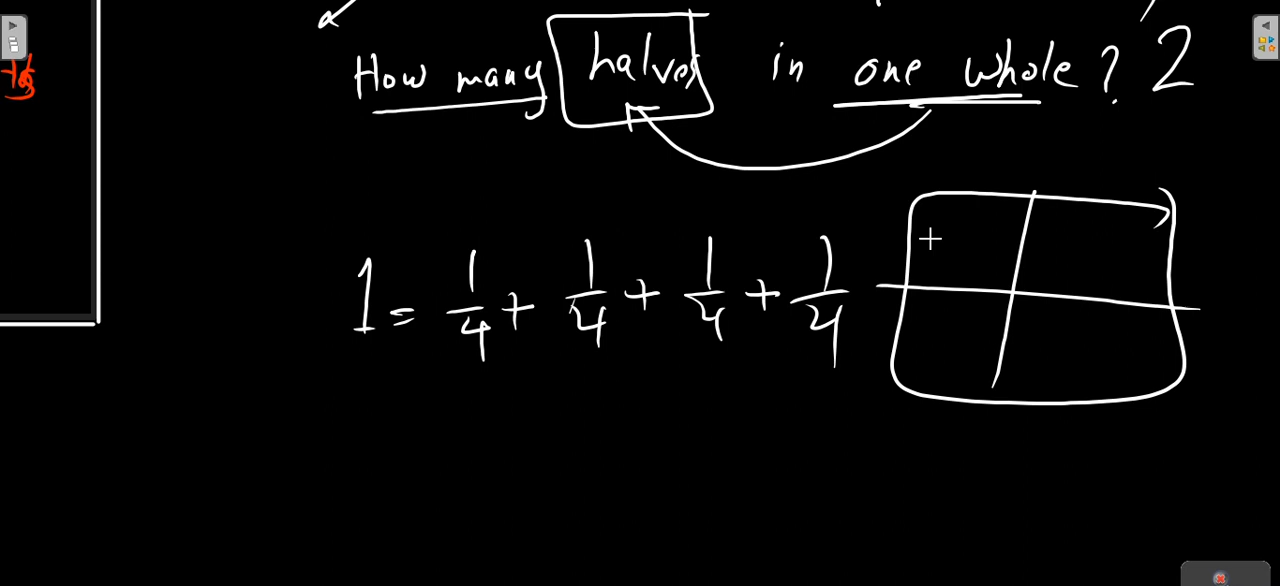 How many halves in one whole? 2
1 = 1/4 + 1/4 + 1/4 + 1/4